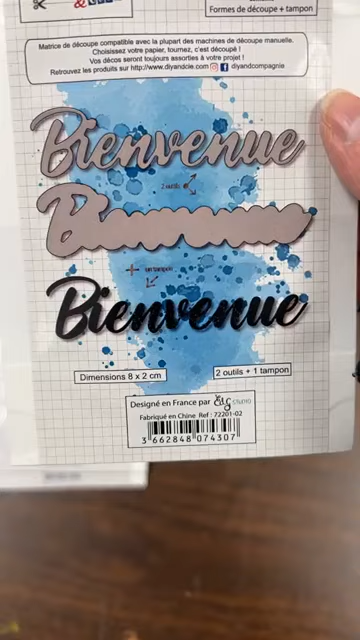 Formes de découpe + tampon
Matrice de découpe compatible avec la plupart des machines de découpe manuelle.
Choisissez votre papier, tournez, c'est découpé !
Vos décos seront toujours assorties à votre projet !
Retrouvez les produits sur http://www.diyandcie.com diyandcompagnie
Bienvenue
2 outils
Bienvenue
+ un tampon
Bienvenue
Dimensions 8 x 2 cm
2 outils + 1 tampon
Designé en France par
Fabriqué en Chine Ref : 72201-02
3 662848 074307